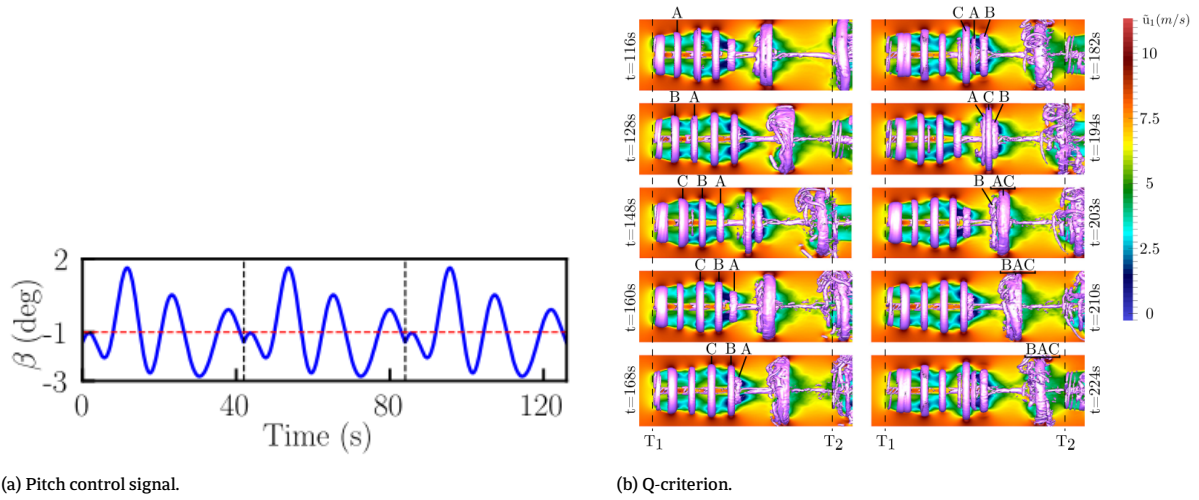 2
-1
-3
β (deg)
0
40
80
120
Time (s)
(a) Pitch control signal.
A
t=116s
C A B
t=182s
B A
t=128s
A C B
t=194s
C B A
t=148s
B AC
t=203s
C B A
t=160s
BAC
t=210s
C B A
t=168s
BAC
t=224s
T1
T2
T1
T2
ũ1(m/s)
10
7.5
5
2.5
0
(b) Q-criterion.